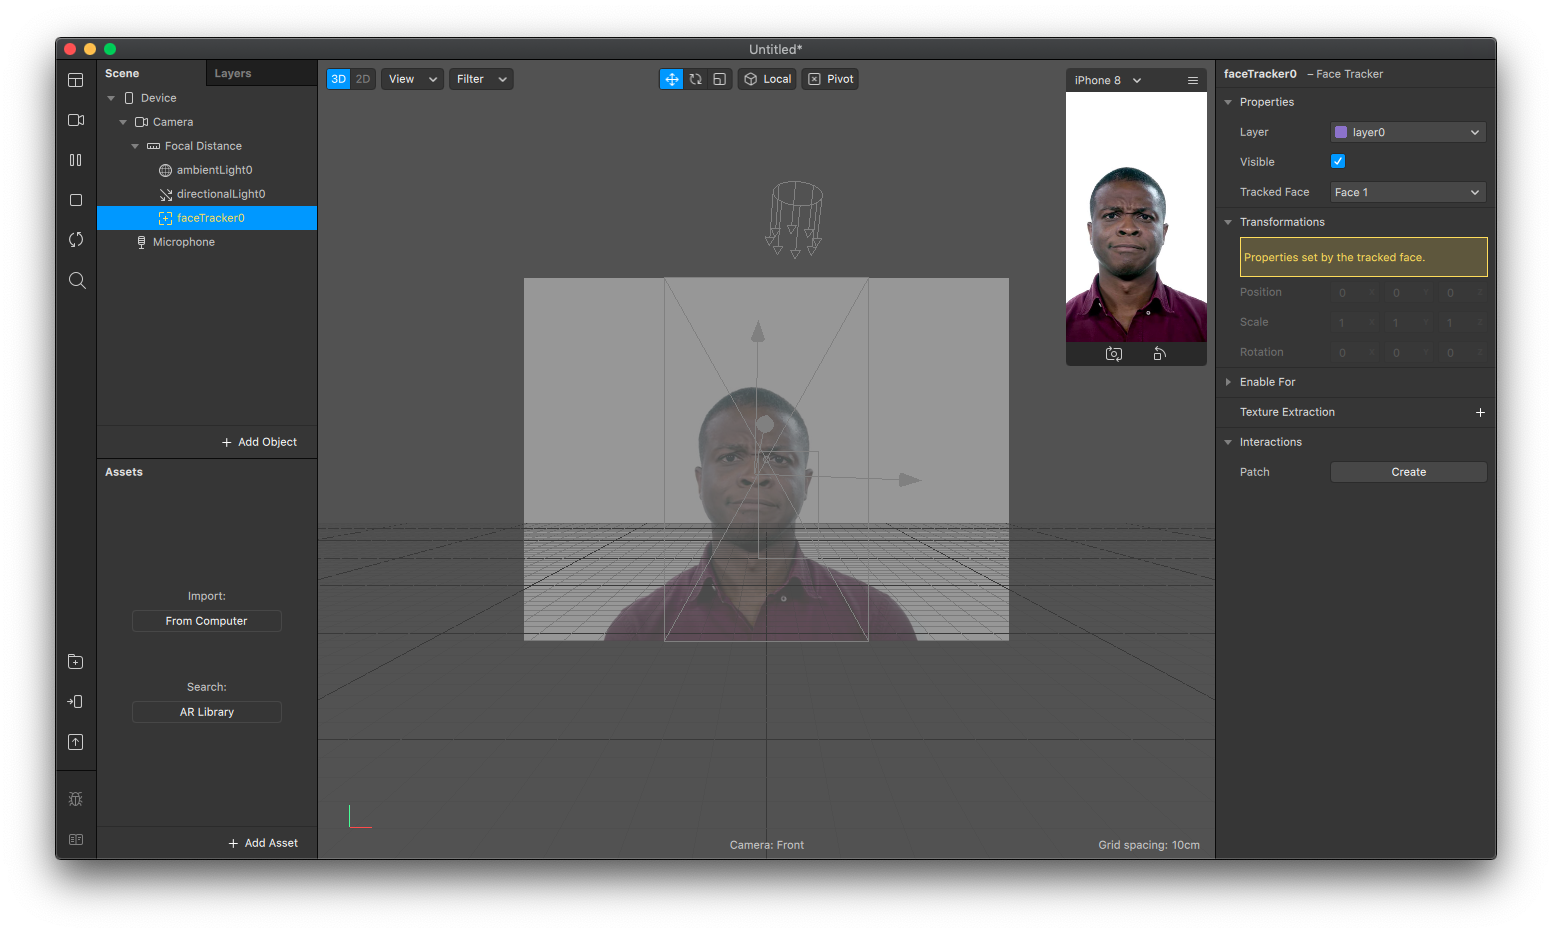 Untitled*
Scene Layers
Device
Camera
Focal Distance
ambientLight0
directionalLight0
faceTracker0
Microphone
+ Add Object
Assets
Import:
From Computer
Search:
AR Library
+ Add Asset
3D 2D View Filter Local Pivot
iPhone 8
Camera: Front
Grid spacing: 10cm
faceTracker0 – Face Tracker
Properties
Layer layer0
Visible
Tracked Face Face 1
Transformations
Properties set by the tracked face.
Position 0 0 0
Scale 1 1 1
Rotation 0 0 0
Enable For
Texture Extraction +
Interactions
Patch Create